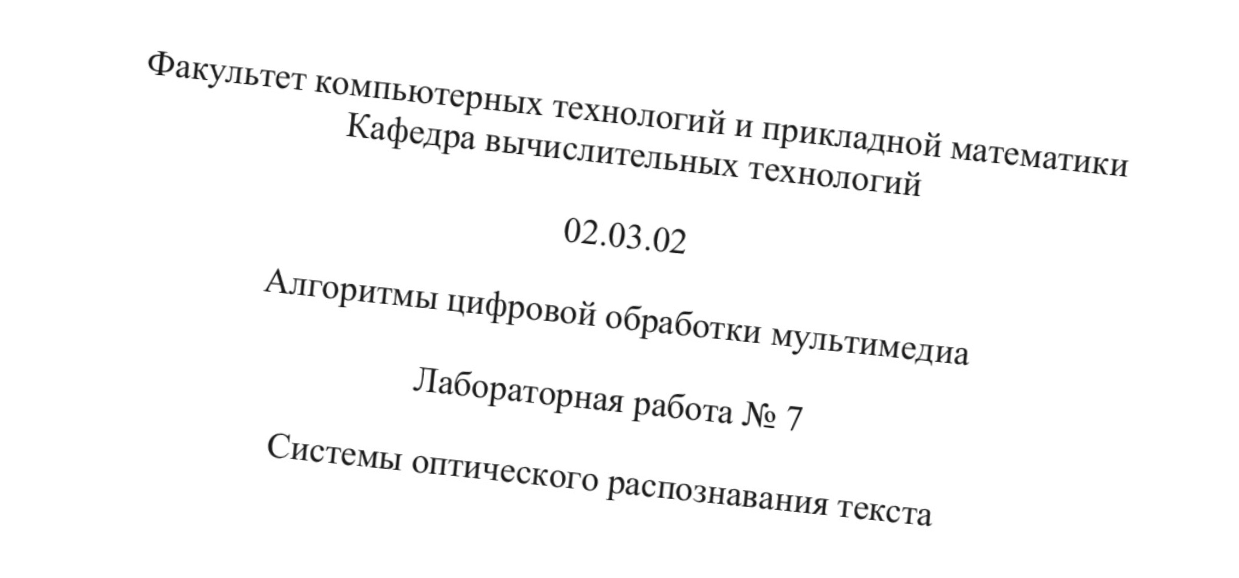 Факультет компьютерных технологий и прикладной математики
Кафедра вычислительных технологий
02.03.02
Алгоритмы цифровой обработки мультимедиа
Лабораторная работа № 7
Системы оптического распознавания текста